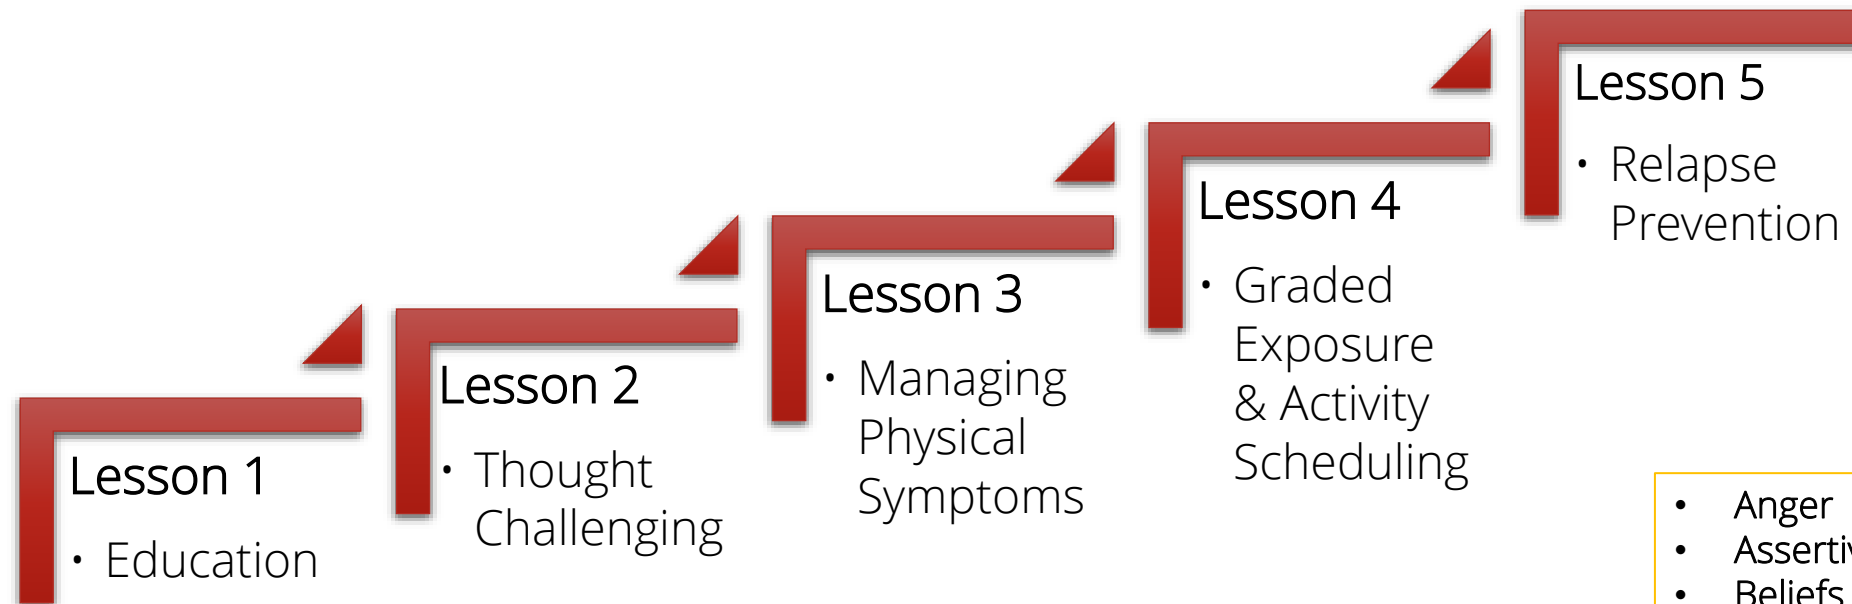 Lesson 1
• Education
Lesson 2
• Thought
Challenging
Lesson 3
• Managing
Physical
Symptoms
Lesson 4
• Graded
Exposure
& Activity
Scheduling
Lesson 5
• Relapse
Prevention
• Anger
•
• Beliefs